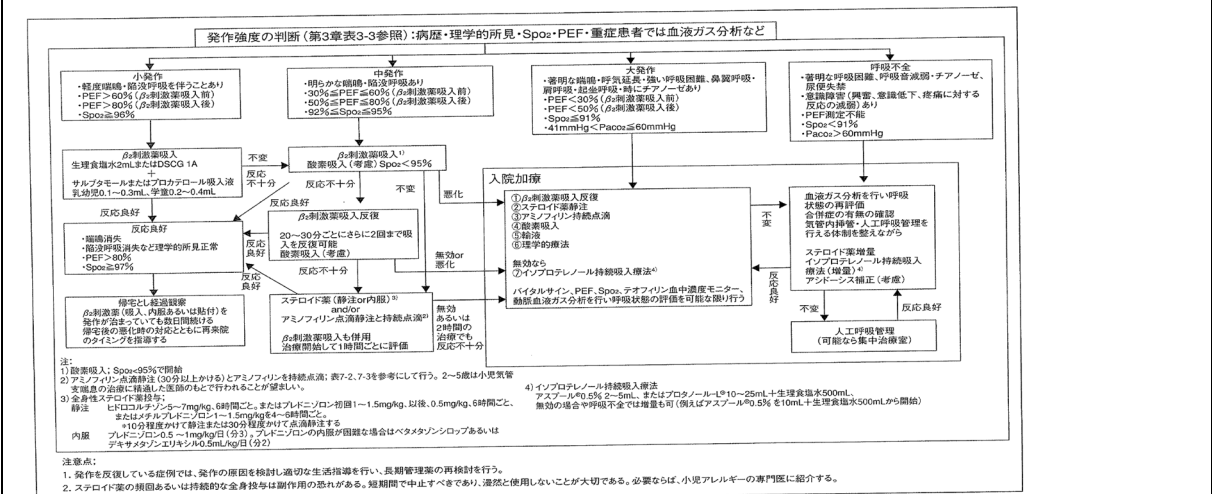 発作強度の判断(第3章表3-3参照):病歴・理学的所見・SpO₂・PEF・重症患者では血液ガス分析など
小発作
・軽度喘鳴・陥没呼吸を伴うことあり
・PEF>60%(β₂刺激薬吸入前)
・PEF>80%(β₂刺激薬吸入後)
・SpO₂≧96%
中発作
・明らかな喘鳴・陥没呼吸あり
・30%≦PEF≦60%(β₂刺激薬吸入前)
・50%≦PEF≦80%(β₂刺激薬吸入後)
・92%≦SpO₂≦95%
大発作
・著明な喘鳴・呼気延長・強い呼吸困難、鼻翼呼吸・
肩呼吸・起坐呼吸・時にチアノーゼあり
・PEF<30%(β₂刺激薬吸入前)
・PEF<50%(β₂刺激薬吸入後)
・SpO₂≦91%
・41mmHg<PaCO₂≦60mmHg
呼吸不全
・著明な呼吸困難、呼吸音減弱・チアノーゼ、
尿便失禁
・意識障害(興奮、意識低下、疼痛に対する
反応の減弱)あり
・PEF測定不能
・SpO₂<91%
・PaCO₂>60mmHg
β₂刺激薬吸入
生理食塩水2mLまたはDSCG 1A
+
サルブタモールまたはプロカテロール吸入液
乳幼児0.1~0.3mL、学童0.2~0.4mL
不変
反応
不十分
β₂刺激薬吸入¹⁾
酸素吸入(考慮)SpO₂<95%
反応良好
反応良好
反応不十分
不変
悪化
反応良好
・喘鳴消失
・陥没呼吸消失など理学的所見正常
・PEF>80%
・SpO₂≧97%
反応
良好
β₂刺激薬吸入反復
20~30分ごとにさらに2回まで吸
入を反復可能
酸素吸入(考慮)
反応
良好
反応不十分
無効or
悪化
帰宅とし経過観察
β₂刺激薬(吸入、内服あるいは貼付)を
発作が治まっていても数日間続ける
帰宅後の悪化時の対応とともに再来院
のタイミングを指導する
ステロイド薬(静注or内服)³⁾
and/or
アミノフィリン点滴静注と持続点滴²⁾
β₂刺激薬吸入も併用
治療開始して1時間ごとに評価
無効
あるいは
2時間の
治療でも
反応不十分
入院加療
①β₂刺激薬吸入反復
②ステロイド薬静注
③アミノフィリン持続点滴
④酸素吸入
⑤輸液
⑥理学的療法
無効なら
⑦イソプロテレノール持続吸入療法⁴⁾
バイタルサイン、PEF、SpO₂、テオフィリン血中濃度モニター、
動脈血液ガス分析を行い呼吸状態の評価を可能な限り行う
不変
反応
良好
血液ガス分析を行い呼吸
状態の再評価
合併症の有無の確認
気管内挿管・人工呼吸管理を
行える体制を整えながら
ステロイド薬増量
イソプロテレノール持続吸入
療法(増量)⁴⁾
アシドーシス補正(考慮)
不変
反応良好
人工呼吸管理
(可能なら集中治療室)
注:
1)酸素吸入;SpO₂<95%で開始
2)アミノフィリン点滴静注(30分以上かける)とアミノフィリンを持続点滴;表7-2、7-3を参考にして行う。2~5歳は小児気管
支喘息の治療に精通した医師のもとで行われることが望ましい。
3)全身性ステロイド薬投与;
静注 ヒドロコルチゾン5~7mg/kg、6時間ごと。またはプレドニゾロン初回1~1.5mg/kg、以後、0.5mg/kg、6時間ごと、
またはメチルプレドニゾロン1~1.5mg/kgを4~6時間ごと。
*10分程度かけて静注または30分程度かけて点滴静注する
内服 プレドニゾロン0.5~1mg/kg/日(分3)。プレドニゾロンの内服が困難な場合はベタメタゾンシロップあるいは
デキサメタゾンエリキシル0.5mL/kg/日(分2)
4)イソプロテレノール持続吸入療法
アスプール®0.5% 2~5mL、またはプロタノールL®10~25mL+生理食塩水500mL、
無効の場合や呼吸不全では増量も可(例えばアスプール®0.5%を10mL+生理食塩水500mLから開始)
注意点:
1. 発作を反復している症例では、発作の原因を検討し適切な生活指導を行い、長期管理薬の再検討を行う。
2. ステロイド薬の頻回あるいは持続的な全身投与は副作用の恐れがある。短期間で中止すべきであり、漫然と使用しないことが大切である。必要ならば、小児アレルギーの専門医に紹介する。